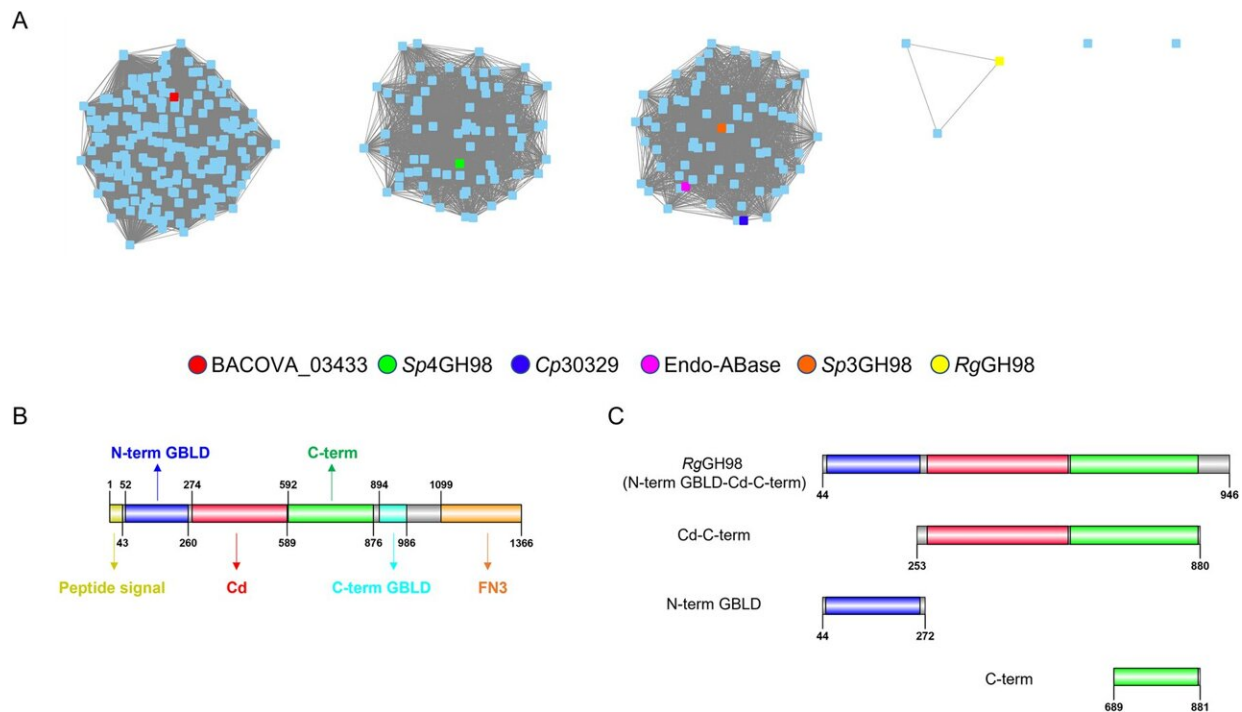 A
BACOVA_03433 Sp4GH98 Cp30329 Endo-ABase Sp3GH98 RgGH98
B
N-term GBLD C-term
1 52 274 592 894 1099
43 260 589 876 986 1366
Peptide signal Cd C-term GBLD FN3
C
RgGH98
(N-term GBLD-Cd-C-term)
44 946
Cd-C-term
253 880
N-term GBLD
44 272
C-term
689 881